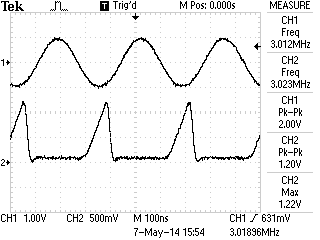 Tek T Trig'd M Pos: 0.000s MEASURE
CH1
Freq
3.012MHz
CH2
Freq
3.023MHz
CH1
Pk-Pk
2.00V
CH2
Pk-Pk
1.20V
CH2
Max
1.22V
1
2
CH1 1.00V CH2 500mV M 100ns CH1 / 631mV
7-May-14 15:54 3.01896MHz